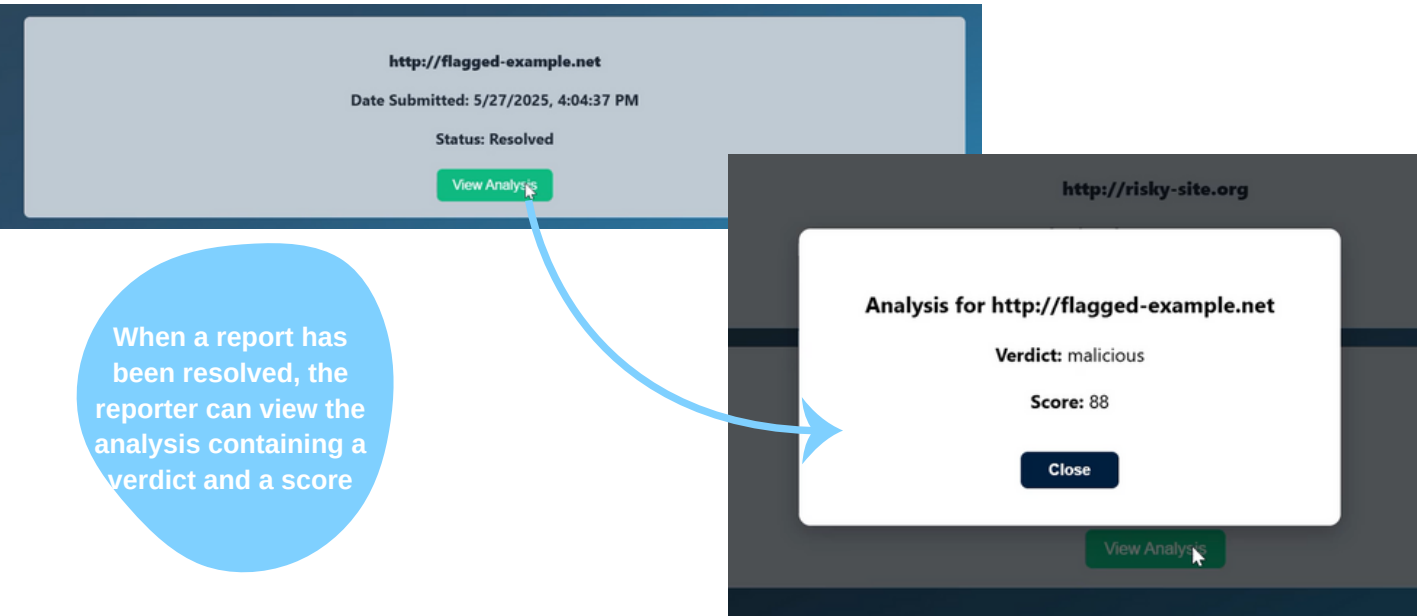 http://flagged-example.net
Date Submitted: 5/27/2025, 4:04:37 PM
Status: Resolved
View Analysis
When a report has
been resolved, the
reporter can view the
analysis containing a
verdict and a score
http://risky-site.org
Analysis for http://flagged-example.net
Verdict: malicious
Score: 88
Close
View Analysis